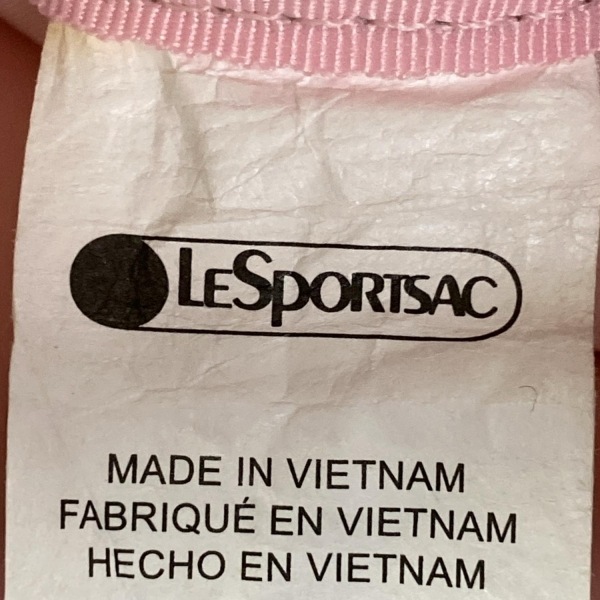 LESPORTSAC
MADE IN VIETNAM
FABRIQUÉ EN VIETNAM
HECHO EN VIETNAM